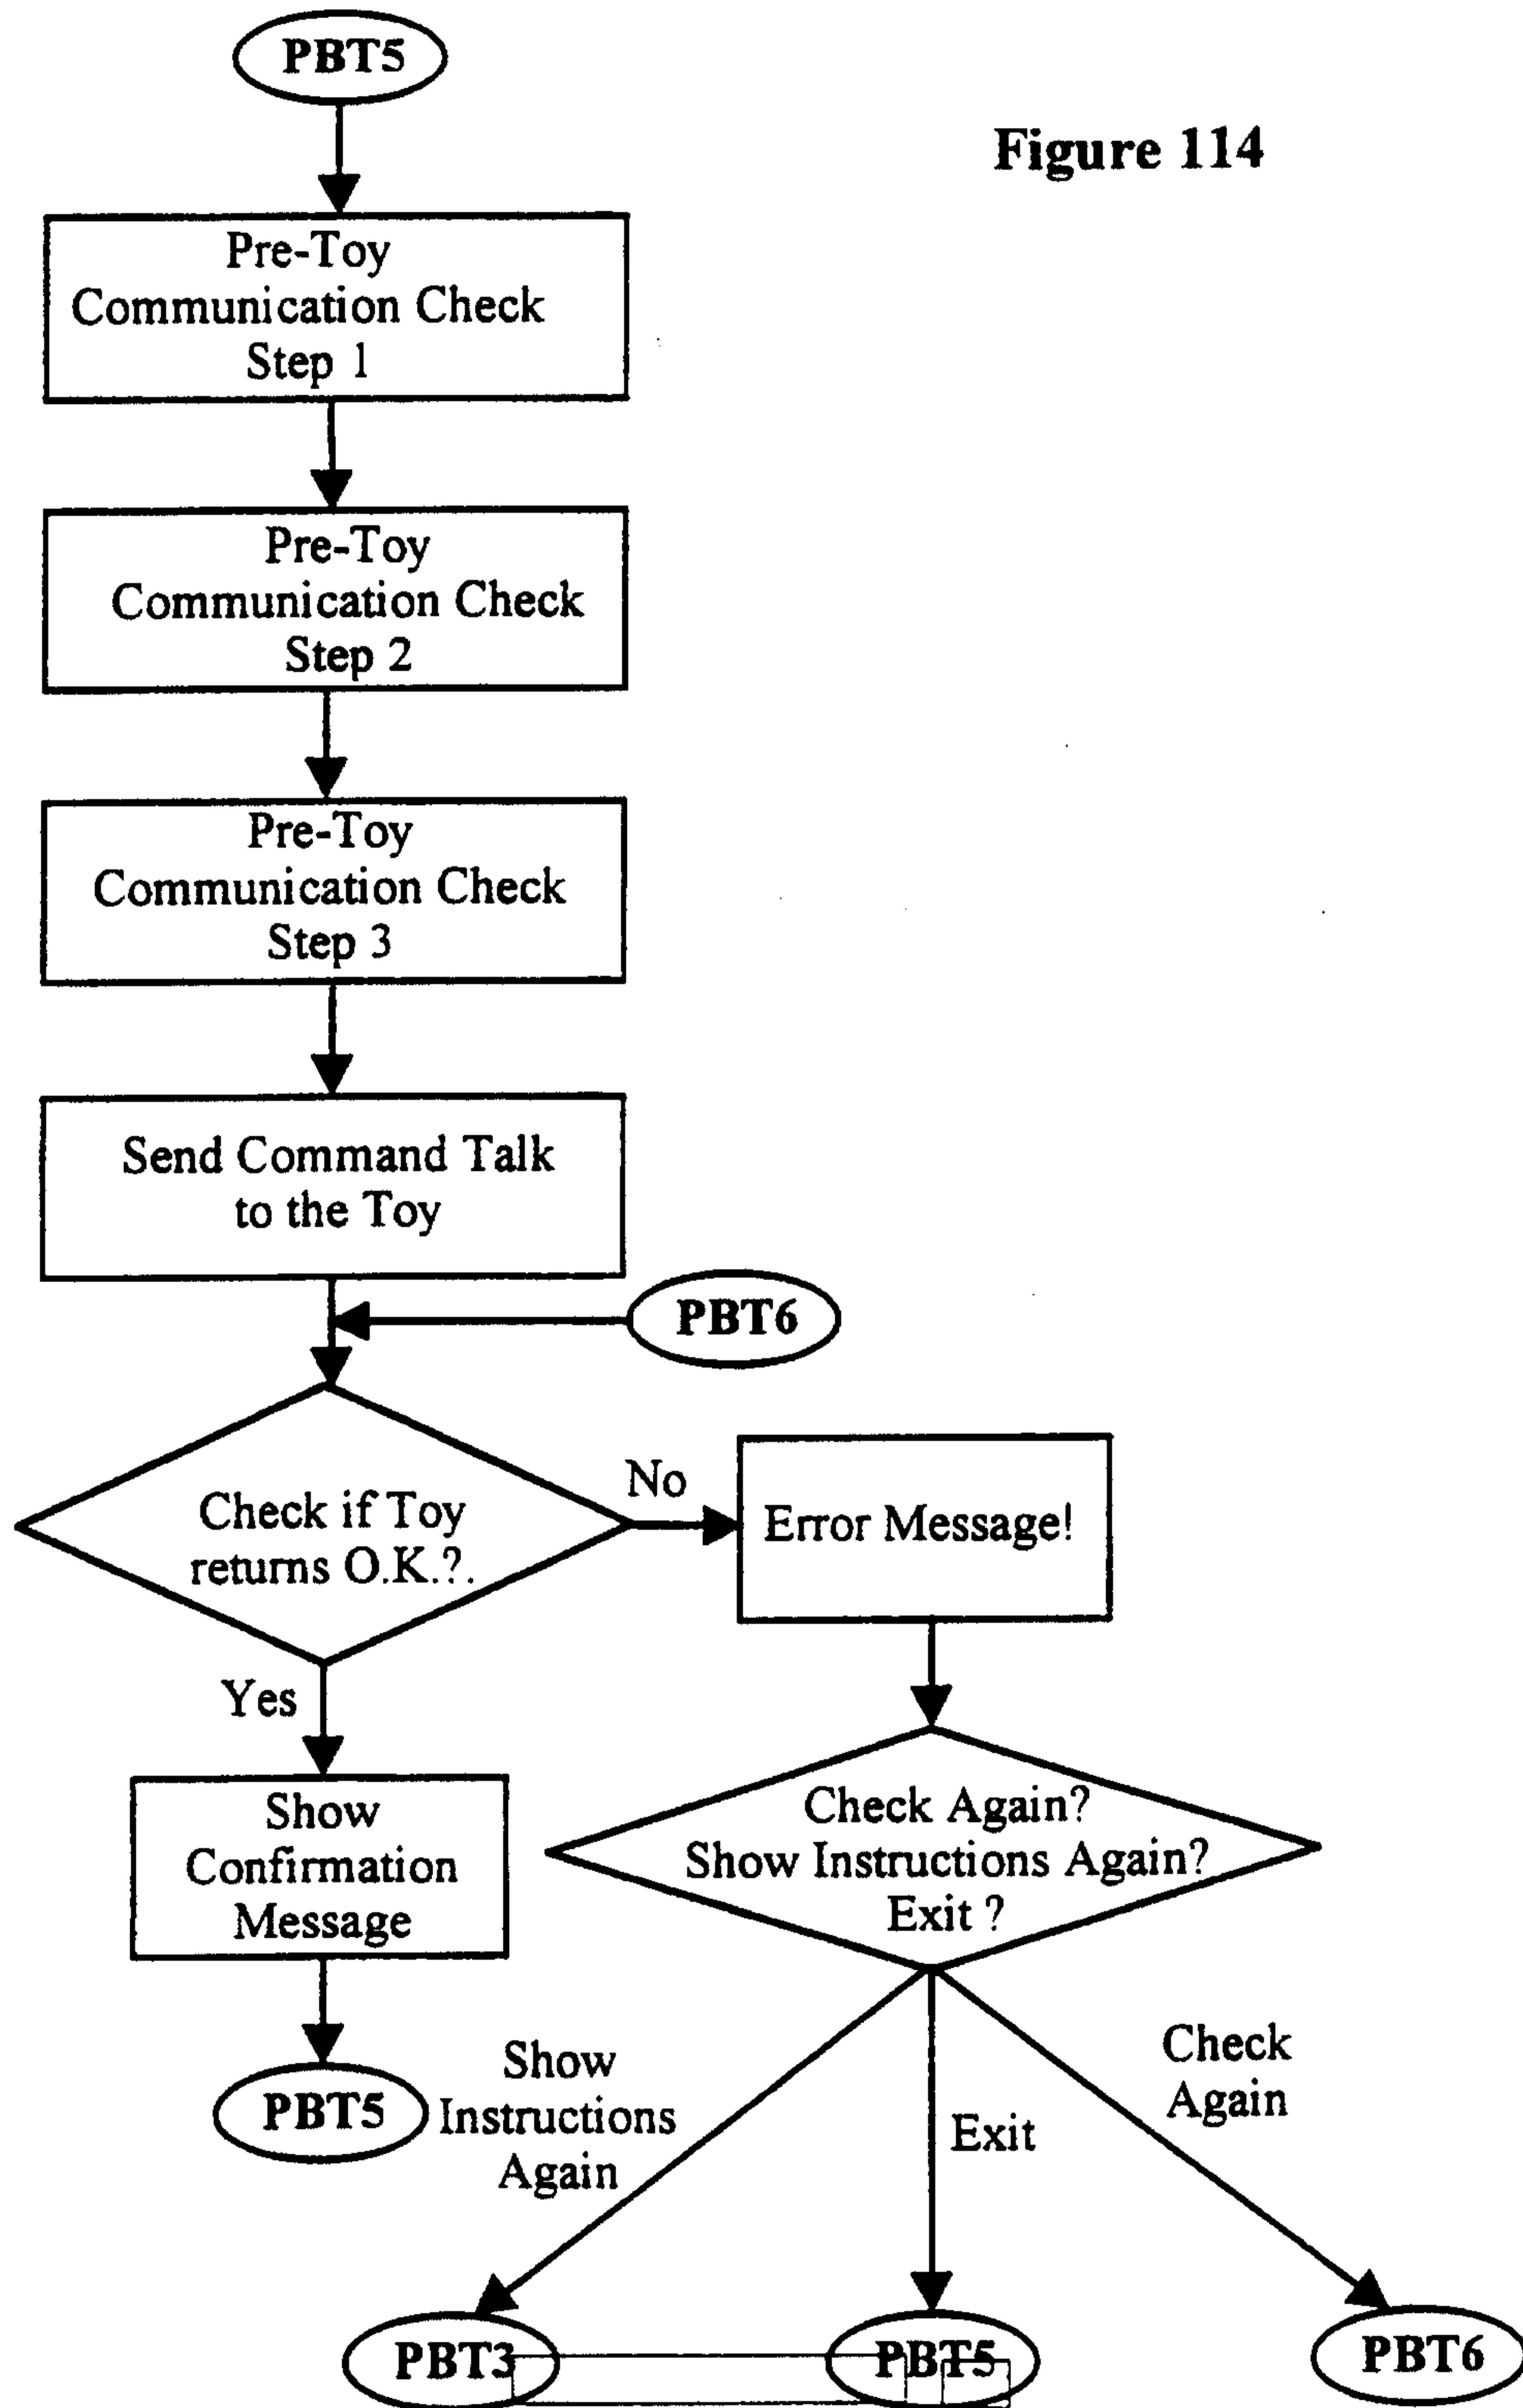 PBT5
Figure 114
Pre-Toy
Communication Check
Step 1
Pre-Toy
Communication Check
Step 2
Pre-Toy
Communication Check
Step 3
Send Command Talk
to the Toy
PBT6
Check if Toy
returns O.K.?.
No
Error Message!
Yes
Show
Confirmation
Message
Check Again?
Show Instructions Again?
Exit ?
PBT5
Show
Instructions
Again
Exit
Check
Again
PBT3
PBT5
PBT6